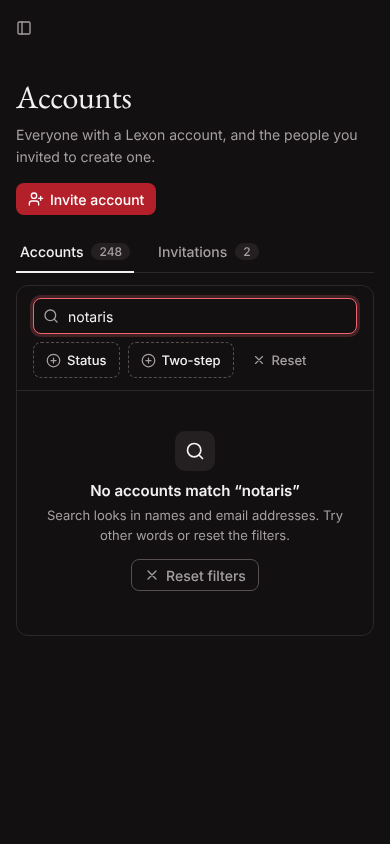 Accounts
Everyone with a Lexon account, and the people you
invited to create one.
Invite account
Accounts 248 Invitations 2
notaris
Status Two-step Reset
No accounts match “notaris”
Search looks in names and email addresses. Try
other words or reset the filters.
Reset filters